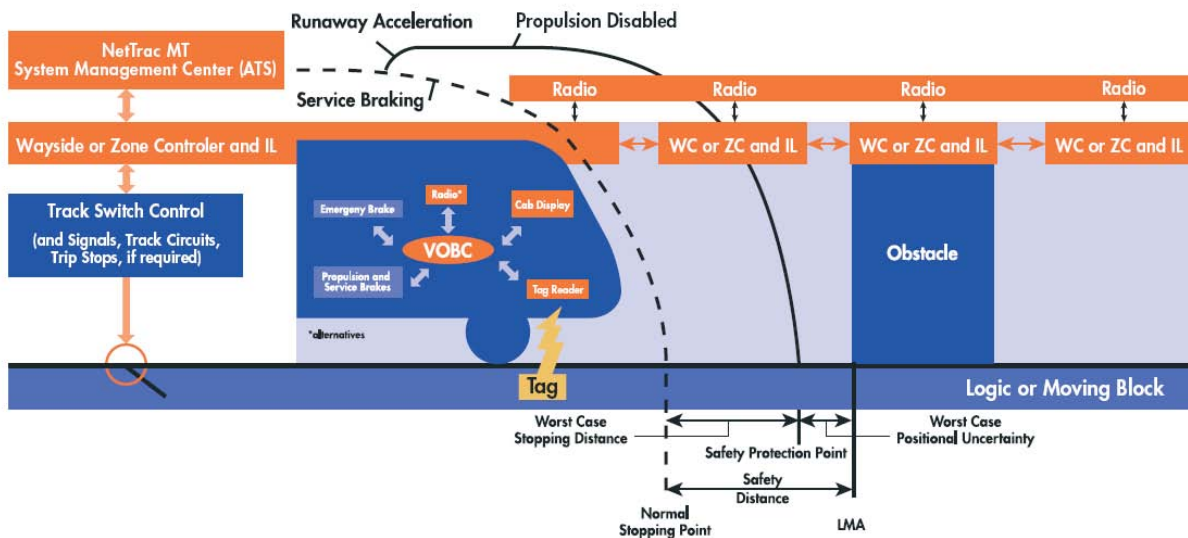 Runaway Acceleration
Propulsion Disabled
NetTrac MT
System Management Center (ATS)
Service Braking
Radio
Radio
Radio
Radio
Wayside or Zone Controler and IL
WC or ZC and IL
WC or ZC and IL
WC or ZC and IL
Track Switch Control
(and Signals, Track Circuits,
Trip Stops, if required)
Emergeny Brake
Radio*
Cab Display
VOBC
Propulsion and
Service Brakes
Tag Reader
*alternatives
Obstacle
Tag
Logic or Moving Block
Worst Case
Stopping Distance
Safety Protection Point
Worst Case
Positional Uncertainty
Safety
Distance
Normal
Stopping Point
LMA